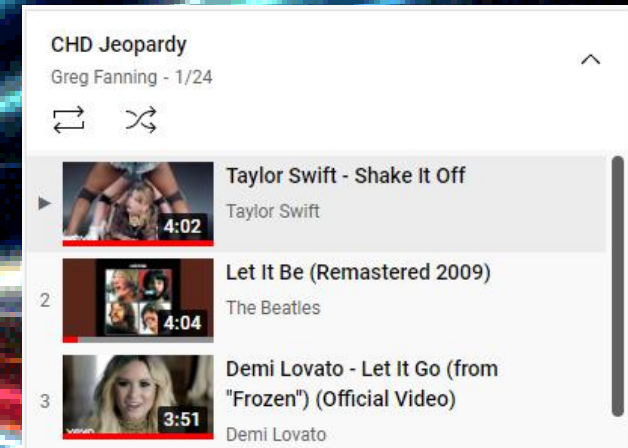 CHD Jeopardy
Greg Fanning - 1/24
Taylor Swift - Shake It Off
Taylor Swift
4:02
2
Let It Be (Remastered 2009)
The Beatles
4:04
3
Demi Lovato - Let It Go (from
"Frozen") (Official Video)
Demi Lovato
3:51
vevo